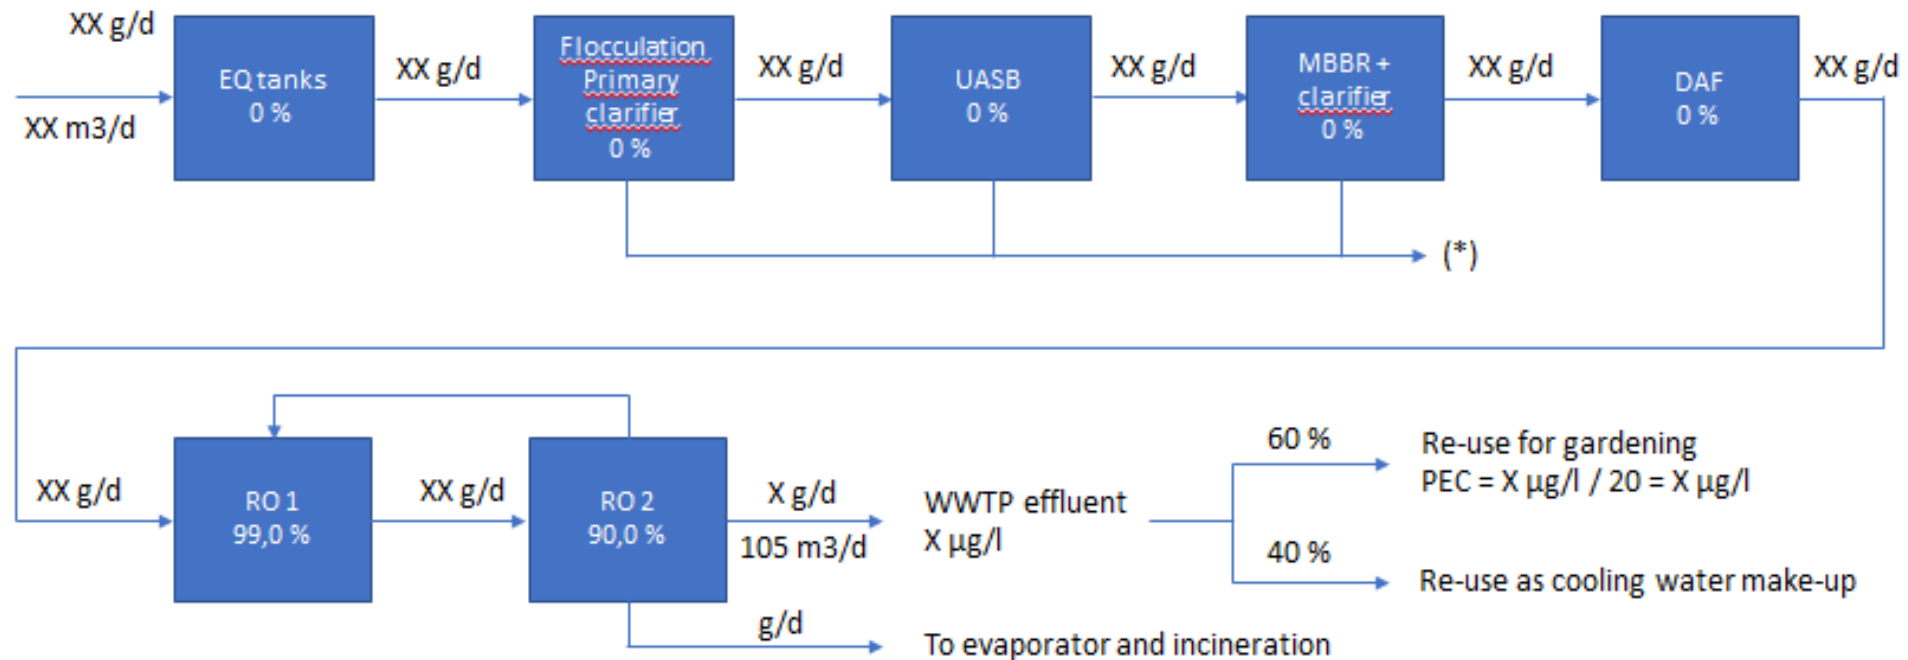 XX g/d
XX m3/d
EQ tanks
0 %
XX g/d
Flocculation
Primary
clarifier
0 %
XX g/d
UASB
0 %
XX g/d
MBBR +
clarifier
0 %
XX g/d
DAF
0 %
XX g/d
(*)
XX g/d
RO 1
99,0 %
XX g/d
RO 2
90,0 %
X g/d
105 m3/d
g/d
WWTP effluent
X µg/l
60 %
Re-use for gardening
PEC = X µg/l / 20 = X µg/l
40 %
Re-use as cooling water make-up
To evaporator and incineration